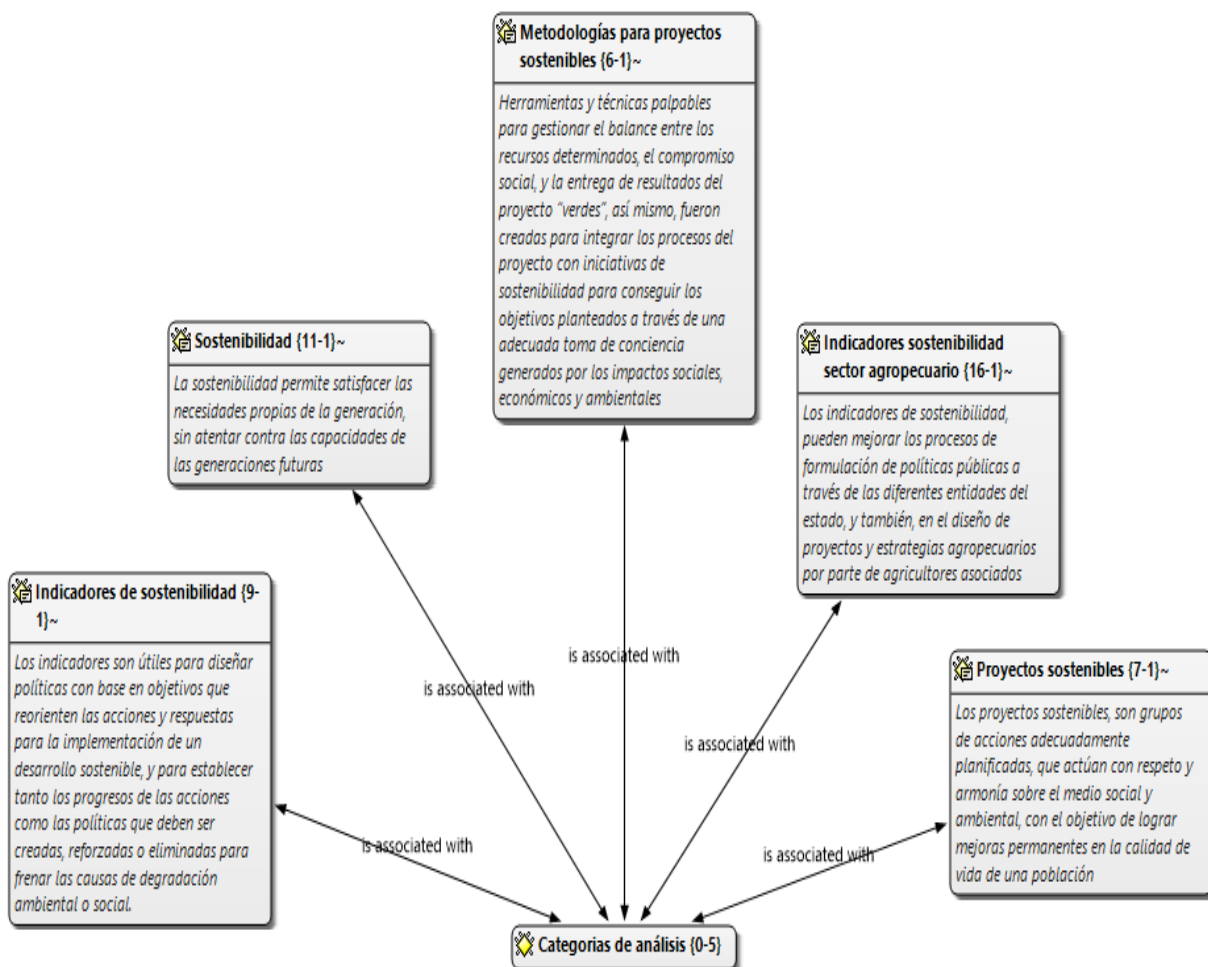 Metodologías para proyectos
sostenibles {6-1}~
Herramientas y técnicas palpables
para gestionar el balance entre los
recursos determinados, el compromiso
social, y la entrega de resultados del
proyecto “verdes”, así mismo, fueron
creadas para integrar los procesos del
proyecto con iniciativas de
sostenibilidad para conseguir los
objetivos planteados a través de una
adecuada toma de conciencia
generados por los impactos sociales,
económicos y ambientales
Sostenibilidad {11-1}~
La sostenibilidad permite satisfacer las
necesidades propias de la generación,
sin atentar contra las capacidades de
las generaciones futuras
Indicadores sostenibilidad
sector agropecuario {16-1}~
Los indicadores de sostenibilidad,
pueden mejorar los procesos de
formulación de políticas públicas a
través de las diferentes entidades del
estado, y también, en el diseño de
proyectos y estrategias agropecuarios
por parte de agricultores asociados
Indicadores de sostenibilidad {9-
1}~
Los indicadores son útiles para diseñar
políticas con base en objetivos que
reorienten las acciones y respuestas
para la implementación de un
desarrollo sostenible, y para establecer
tanto los progresos de las acciones
como las políticas que deben ser
creadas, reforzadas o eliminadas para
frenar las causas de degradación
ambiental o social.
Proyectos sostenibles {7-1}~
Los proyectos sostenibles, son grupos
de acciones adecuadamente
planificadas, que actúan con respeto y
armonía sobre el medio social y
ambiental, con el objetivo de lograr
mejoras permanentes en la calidad de
vida de una población
is associated with
is associated with
is associated with
is associated with
is associated with
Categorias de análisis {0-5}